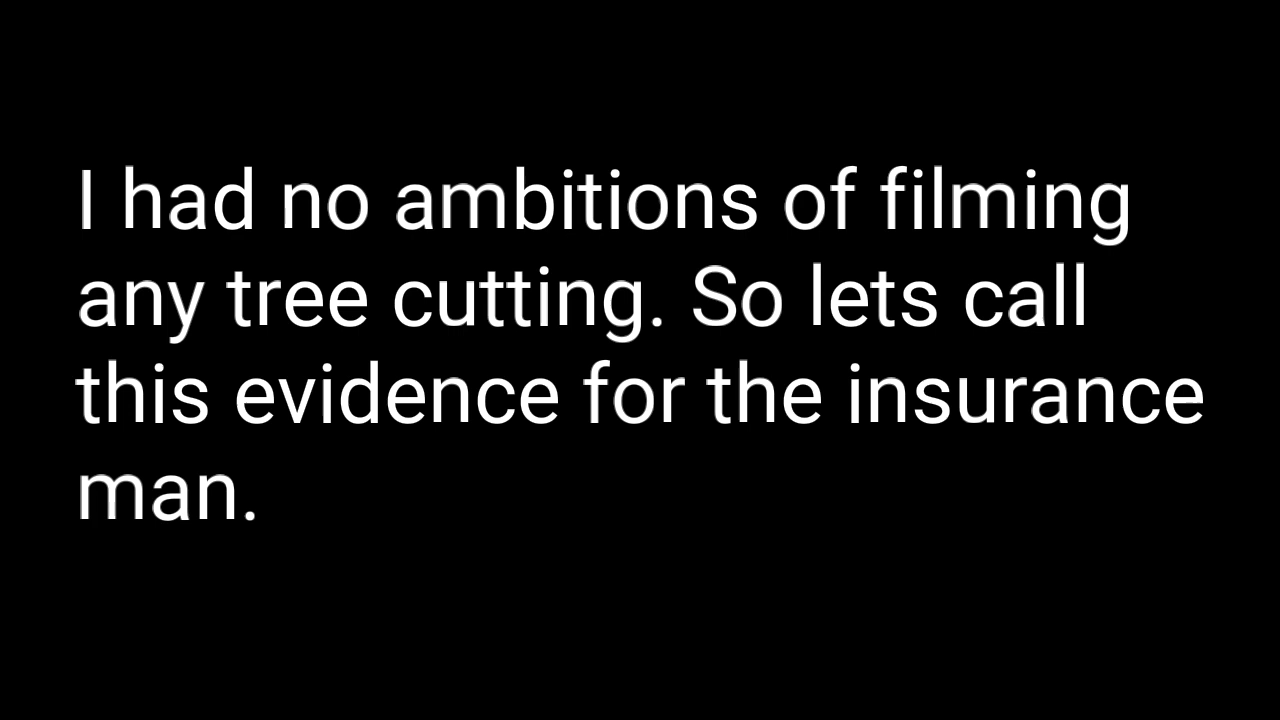 I had no ambitions of filming
any tree cutting. So lets call
this evidence for the insurance
man.